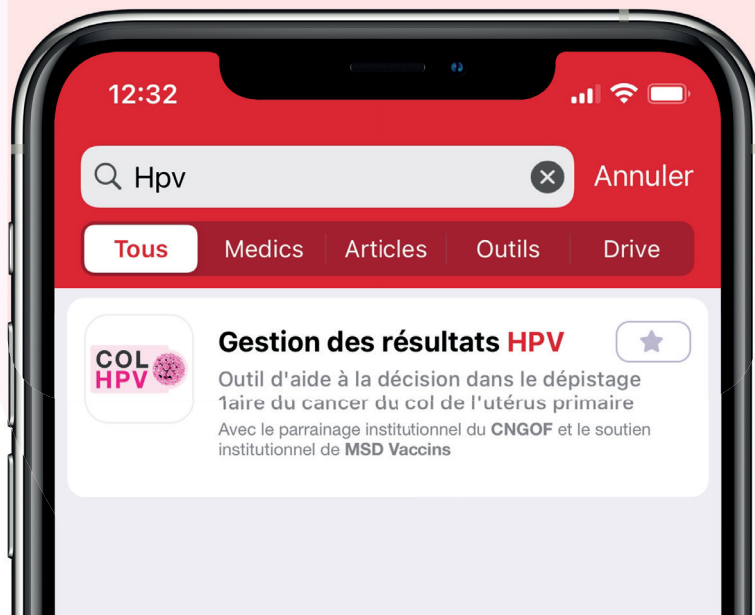 12:32
Hpv
Annuler
Tous Medics Articles Outils Drive
COL
HPV
Gestion des résultats HPV
Outil d'aide à la décision dans le dépistage
1aire du cancer du col de l'utérus primaire
Avec le parrainage institutionnel du CNGOF et le soutien
institutionnel de MSD Vaccins